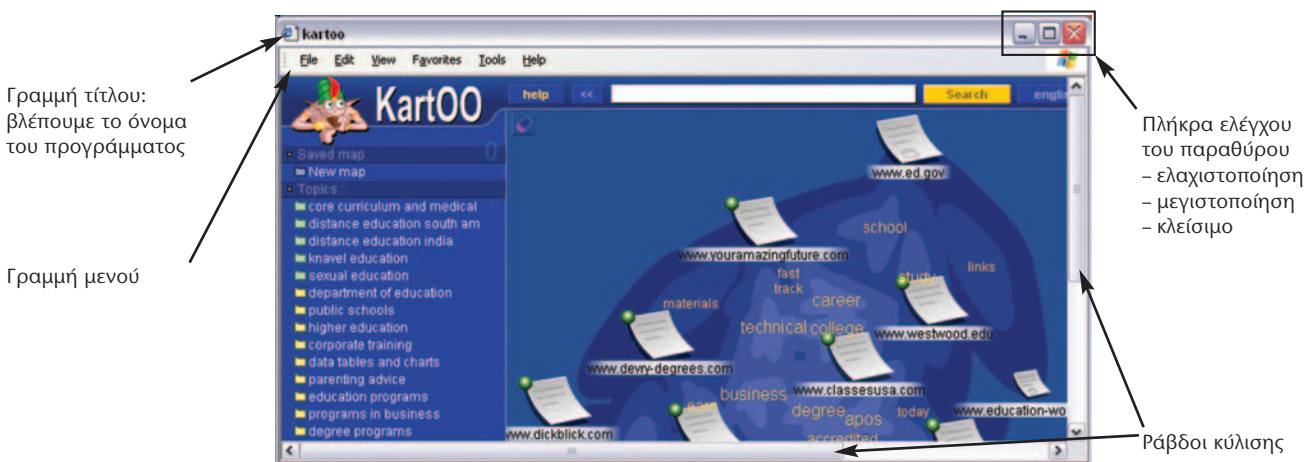 kartoo
File Edit View Favorites Tools Help
Γραμμή τίτλου:
βλέπουμε το όνομα
του προγράμματος
Γραμμή μενού
KartOO
help << Search englis
Saved map
New map
Topics :
core curriculum and medical
distance education south am
distance education india
knavel education
sexual education
department of education
public schools
higher education
corporate training
data tables and charts
parenting advice
education programs
programs in business
degree programs
www.ed.gov
school
www.youramazingfuture.com
fast
track
study
links
materials
career
technical college
www.westwood.edu
www.devry-degrees.com
www.classesusa.com
business
earn
degree
apos
today
www.education-wo
www.dickblick.com
accredited
Πλήκρα ελέγχου
του παραθύρου
– ελαχιστοποίηση
– μεγιστοποίηση
– κλείσιμο
Ράβδοι κύλισης